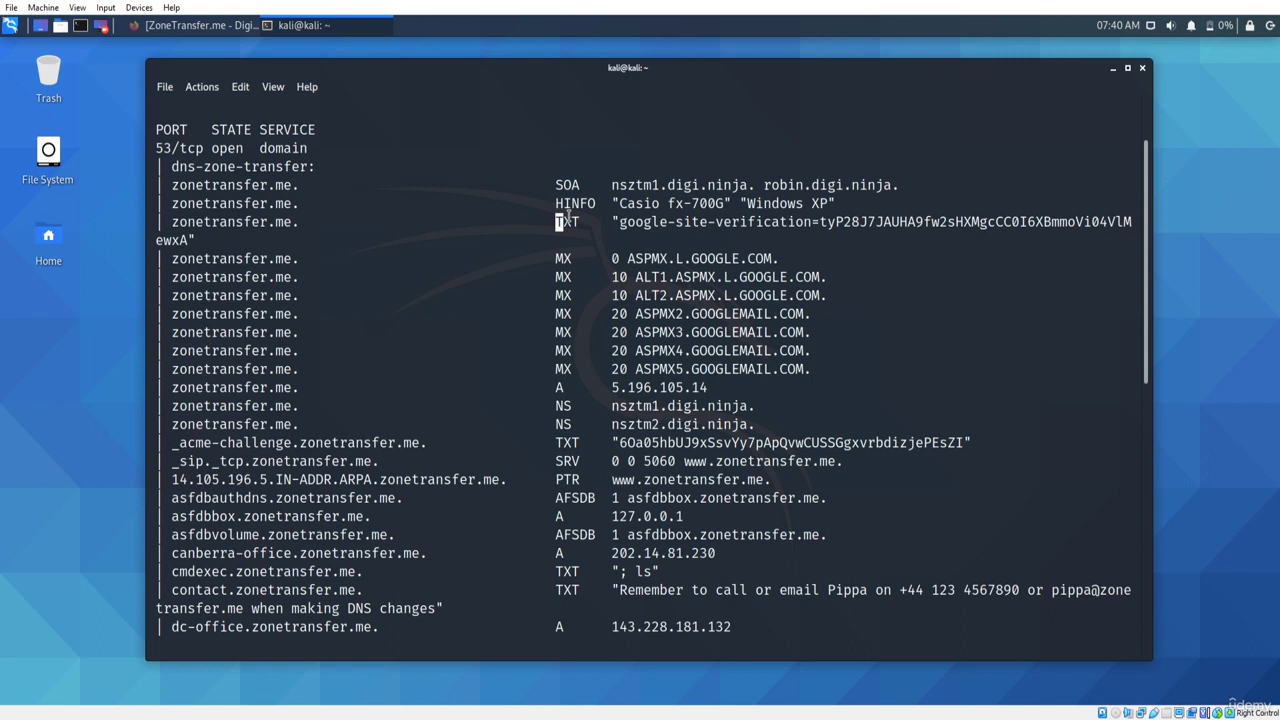 File Machine View Input Devices Help
[ZoneTransfer.me - Digi... kali@kali: ~ 07:40 AM 0%
Trash
File System
Home
kali@kali: ~
File Actions Edit View Help
PORT STATE SERVICE
53/tcp open domain
| dns-zone-transfer:
| zonetransfer.me. SOA nsztm1.digi.ninja. robin.digi.ninja.
| zonetransfer.me. HINFO "Casio fx-700G" "Windows XP"
| zonetransfer.me. TXT "google-site-verification=tyP28J7JAUHA9fw2sHXMgcCC0I6XBmmoVi04VlM
ewxA"
| zonetransfer.me. MX 0 ASPMX.L.GOOGLE.COM.
| zonetransfer.me. MX 10 ALT1.ASPMX.L.GOOGLE.COM.
| zonetransfer.me. MX 10 ALT2.ASPMX.L.GOOGLE.COM.
| zonetransfer.me. MX 20 ASPMX2.GOOGLEMAIL.COM.
| zonetransfer.me. MX 20 ASPMX3.GOOGLEMAIL.COM.
| zonetransfer.me. MX 20 ASPMX4.GOOGLEMAIL.COM.
| zonetransfer.me. MX 20 ASPMX5.GOOGLEMAIL.COM.
| zonetransfer.me. A 5.196.105.14
| zonetransfer.me. NS nsztm1.digi.ninja.
| zonetransfer.me. NS nsztm2.digi.ninja.
| _acme-challenge.zonetransfer.me. TXT "6Oa05hbUJ9xSsvYy7pApQvwCUSSGgxvrbdizjePEsZI"
| _sip._tcp.zonetransfer.me. SRV 0 0 5060 www.zonetransfer.me.
| 14.105.196.5.IN-ADDR.ARPA.zonetransfer.me. PTR www.zonetransfer.me.
| asfdbauthdns.zonetransfer.me. AFSDB 1 asfdbbox.zonetransfer.me.
| asfdbbox.zonetransfer.me. A 127.0.0.1
| asfdbvolume.zonetransfer.me. AFSDB 1 asfdbbox.zonetransfer.me.
| canberra-office.zonetransfer.me. A 202.14.81.230
| cmdexec.zonetransfer.me. TXT "; ls"
| contact.zonetransfer.me. TXT "Remember to call or email Pippa on +44 123 4567890 or pippa@zone
transfer.me when making DNS changes"
| dc-office.zonetransfer.me. A 143.228.181.132
udemy
Right Control